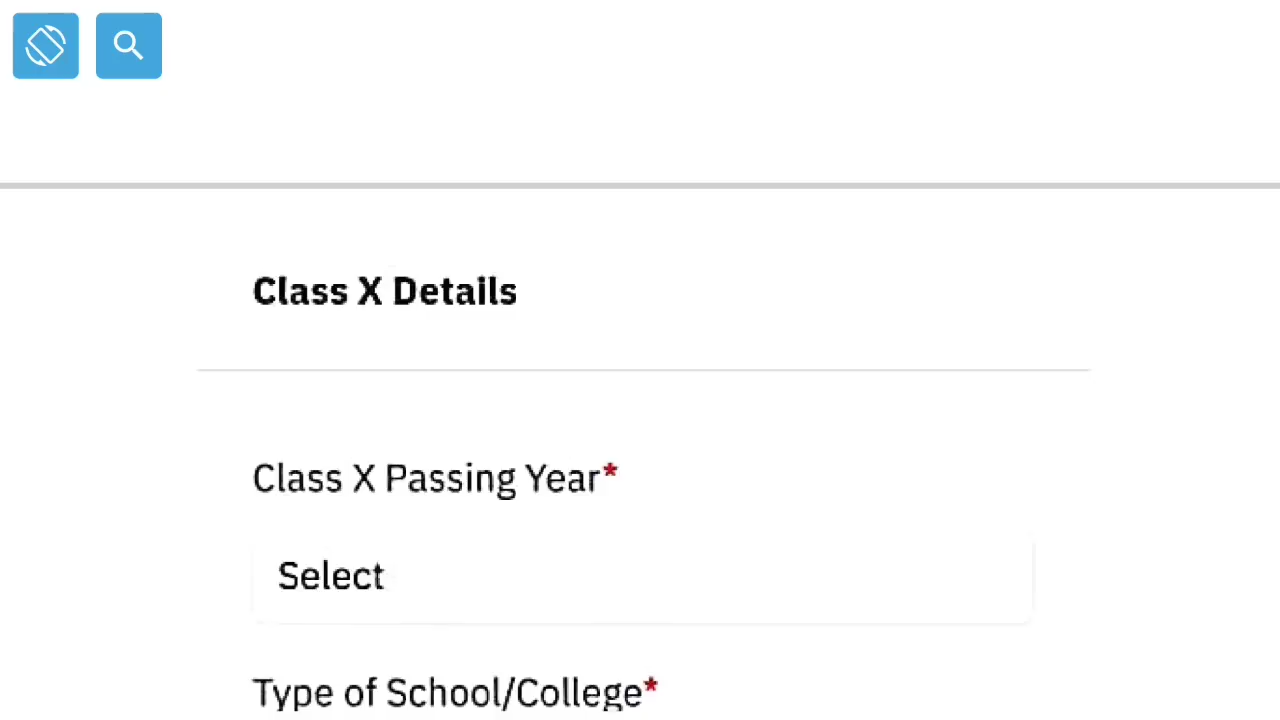 Class X Details
Class X Passing Year*
Select
Type of School/College*